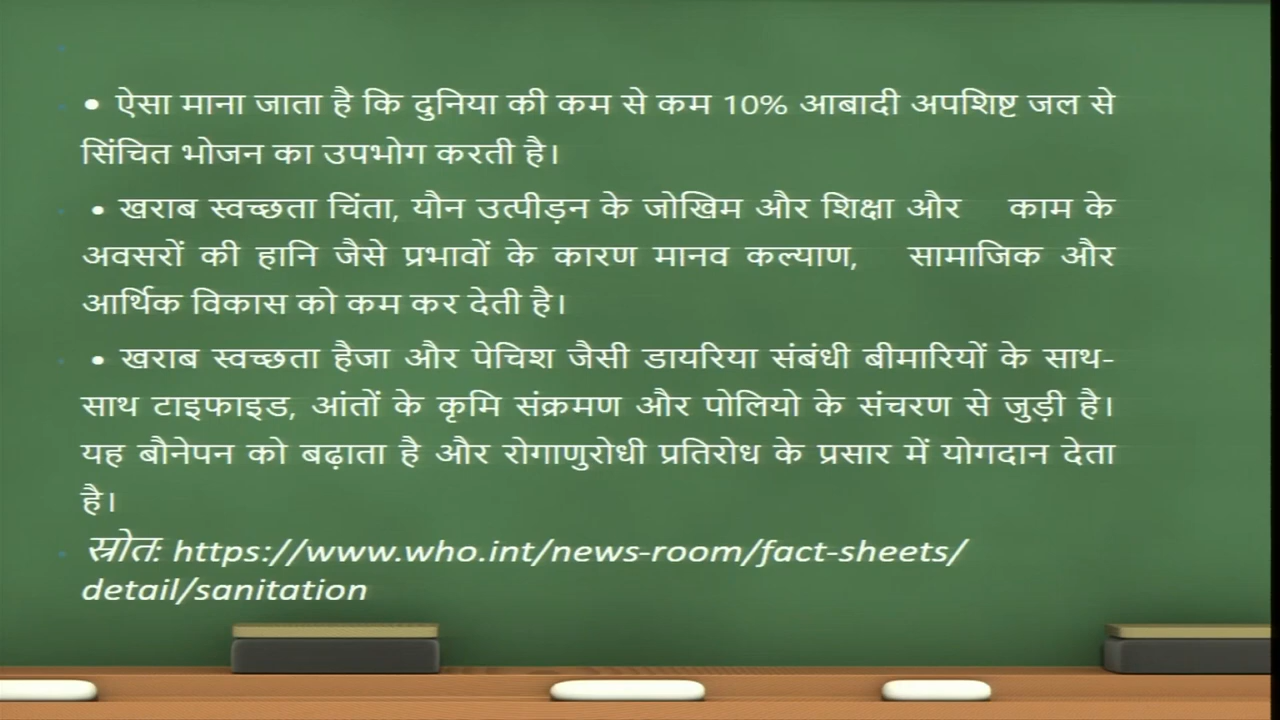 • ऐसा माना जाता है कि दुनिया की कम से कम 10% आबादी अपशिष्ट जल से
सिंचित भोजन का उपभोग करती है।
• खराब स्वच्छता चिंता, यौन उत्पीड़न के जोखिम और शिक्षा और काम के
अवसरों की हानि जैसे प्रभावों के कारण मानव कल्याण, सामाजिक और
आर्थिक विकास को कम कर देती है।
• खराब स्वच्छता हैजा और पेचिश जैसी डायरिया संबंधी बीमारियों के साथ-
साथ टाइफाइड, आंतों के कृमि संक्रमण और पोलियो के संचरण से जुड़ी है।
यह बौनेपन को बढ़ाता है और रोगाणुरोधी प्रतिरोध के प्रसार में योगदान देता
है।
स्रोत: https://www.who.int/news-room/fact-sheets/
detail/sanitation